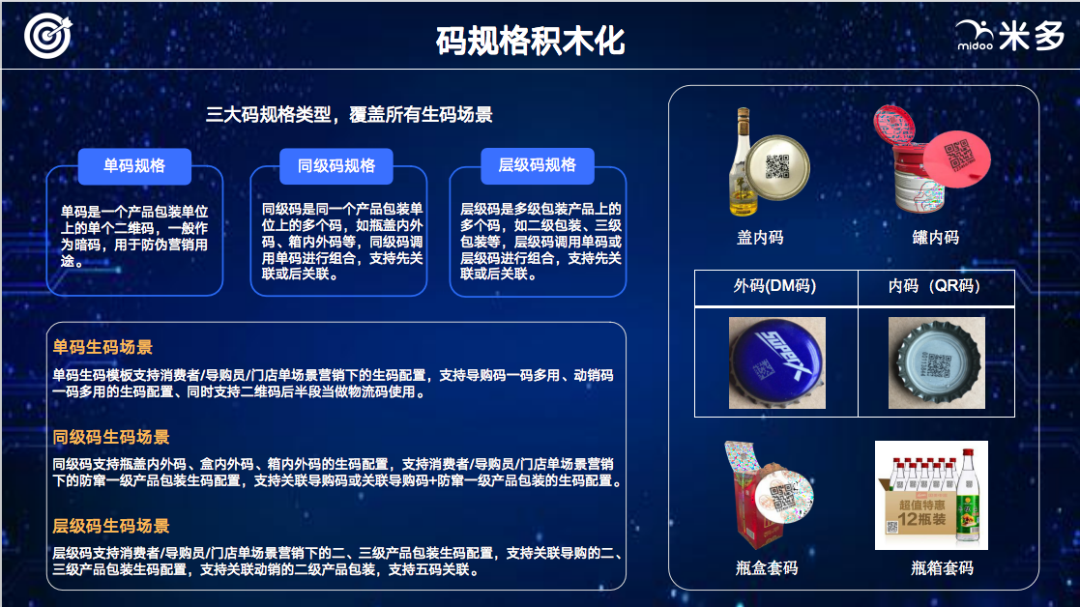 码规格积木化
midoo 米多
三大码规格类型，覆盖所有生码场景
单码规格
单码是一个产品包装单位
上的单个二维码，一般作
为暗码，用于防伪营销用
途。
同级码规格
同级码是同一个产品包装单
位上的多个码，如瓶盖内外
码、箱内外码等，同级码调
用单码进行组合，支持先关
联或后关联。
层级码规格
层级码是多级包装产品上的
多个码，如二级包装、三级
包装等，层级码调用单码或
层级码进行组合，支持先关
联或后关联。
单码生码场景
单码生码模板支持消费者/导购员/门店单场景营销下的生码配置，支持导购码一码多用、动销码
一码多用的生码配置、同时支持二维码后半段当做物流码使用。
同级码生码场景
同级码支持瓶盖内外码、盒内外码、箱内外码的生码配置，支持消费者/导购员/门店单场景营销
下的防窜一级产品包装生码配置，支持关联导购码或关联导购码+防窜一级产品包装的生码配置。
层级码生码场景
层级码支持消费者/导购员/门店单场景营销下的二、三级产品包装生码配置，支持关联导购的二、
三级产品包装生码配置，支持关联动销的二级产品包装，支持五码关联。
盖内码
罐内码
外码(DM码)
内码（QR码）
SUPERX
瓶盒套码
超值特惠
12瓶装
瓶箱套码